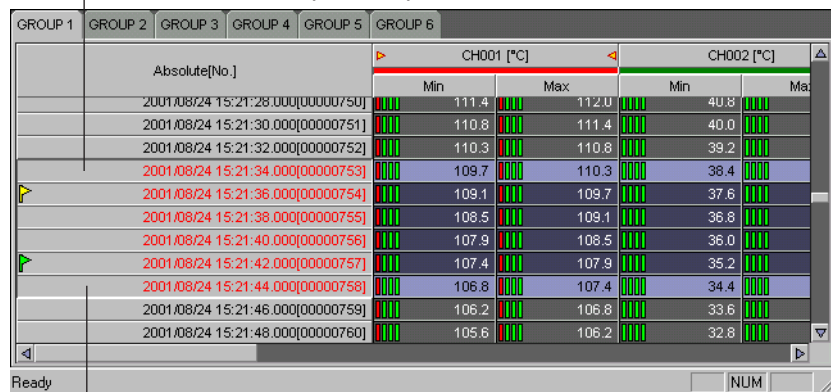 GROUP 1 GROUP 2 GROUP 3 GROUP 4 GROUP 5 GROUP 6
Absolute[No.] CH001 [°C] CH002 [°C]
Min Max Min Ma
2001/08/24 15:21:28.000[00000750] 111.4 112.0 40.8
2001/08/24 15:21:30.000[00000751] 110.8 111.4 40.0
2001/08/24 15:21:32.000[00000752] 110.3 110.8 39.2
2001/08/24 15:21:34.000[00000753] 109.7 110.3 38.4
2001/08/24 15:21:36.000[00000754] 109.1 109.7 37.6
2001/08/24 15:21:38.000[00000755] 108.5 109.1 36.8
2001/08/24 15:21:40.000[00000756] 107.9 108.5 36.0
2001/08/24 15:21:42.000[00000757] 107.4 107.9 35.2
2001/08/24 15:21:44.000[00000758] 106.8 107.4 34.4
2001/08/24 15:21:46.000[00000759] 106.2 106.8 33.6
2001/08/24 15:21:48.000[00000760] 105.6 106.2 32.8
Ready NUM